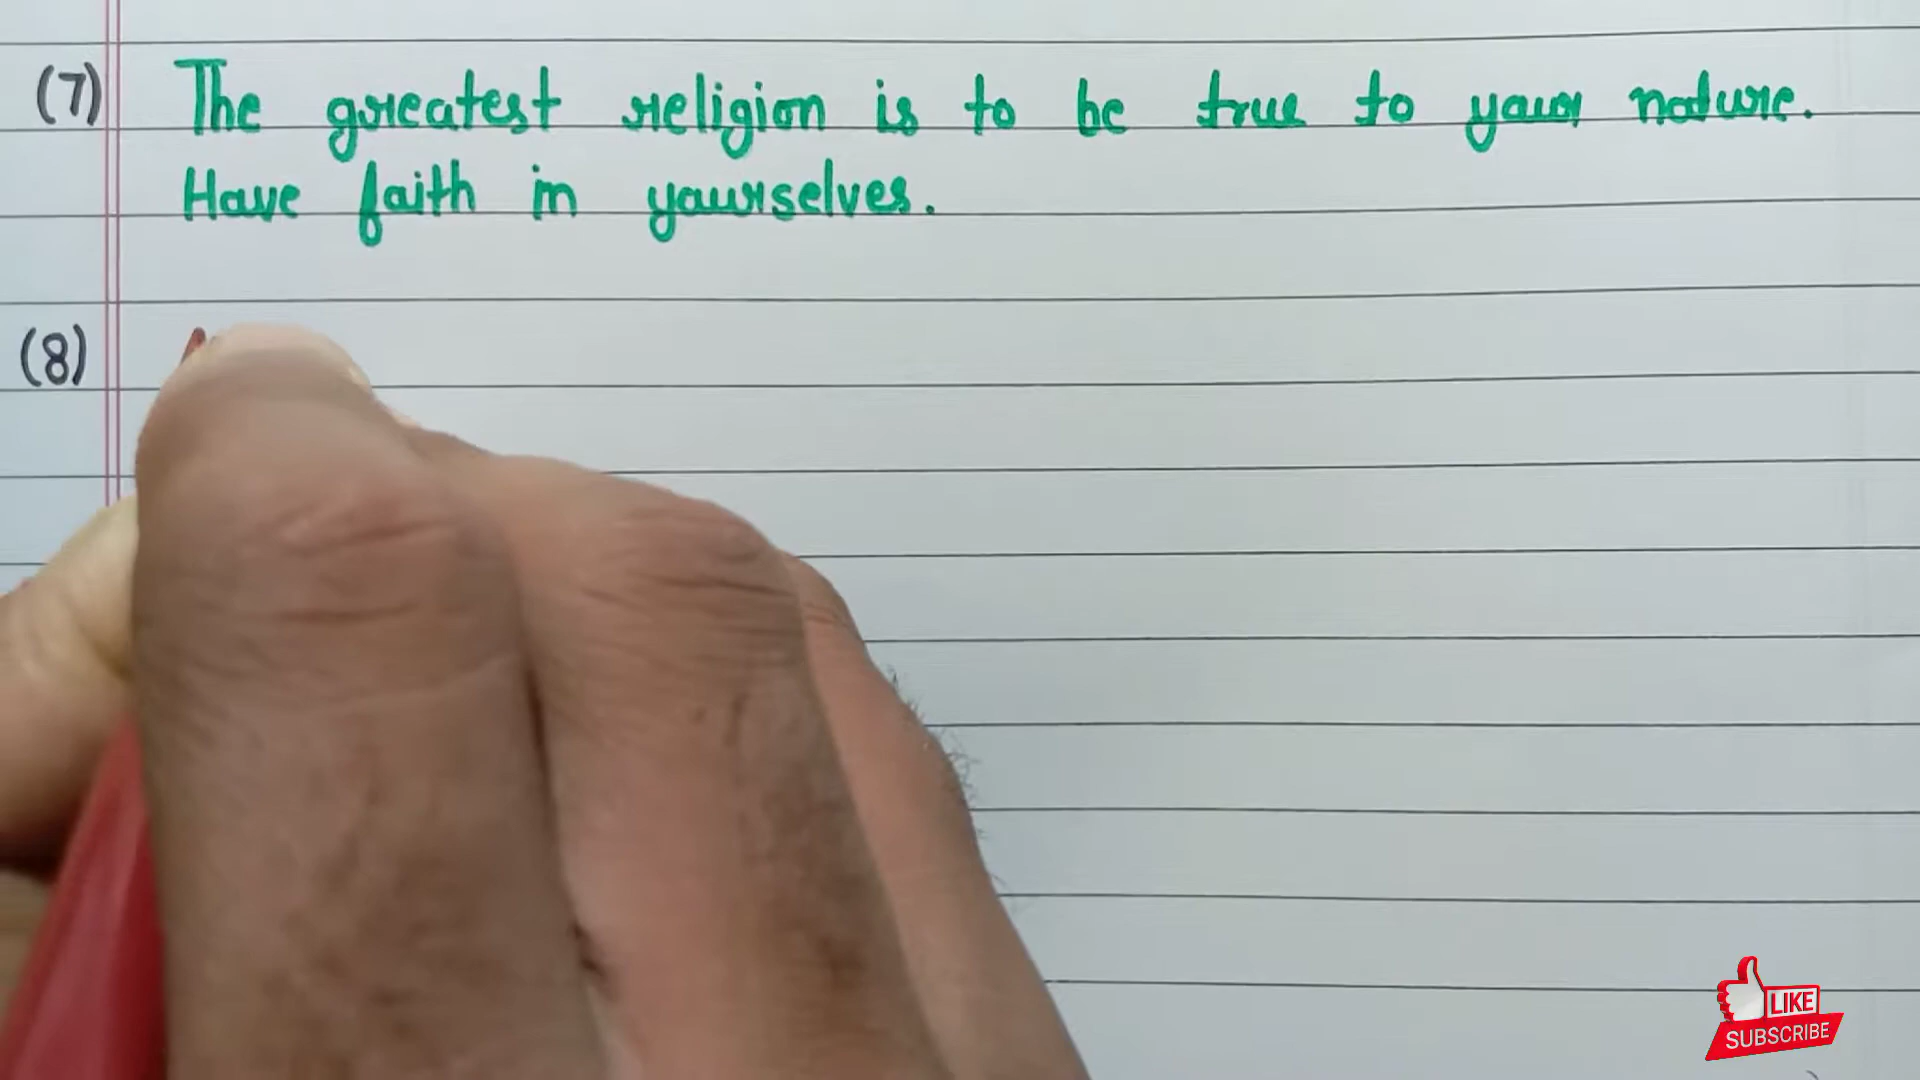 (7) The greatest religion is to be true to your nature.
Have faith in yourselves.
(8)
LIKE
SUBSCRIBE